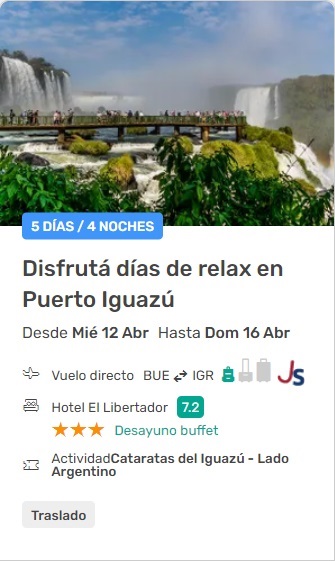 5 DÍAS / 4 NOCHES
Disfrutá días de relax en
Puerto Iguazú
Desde Mié 12 Abr Hasta Dom 16 Abr
Vuelo directo BUE IGR JS
Hotel El Libertador 7.2
Desayuno buffet
ActividadCataratas del Iguazú - Lado
Argentino
Traslado